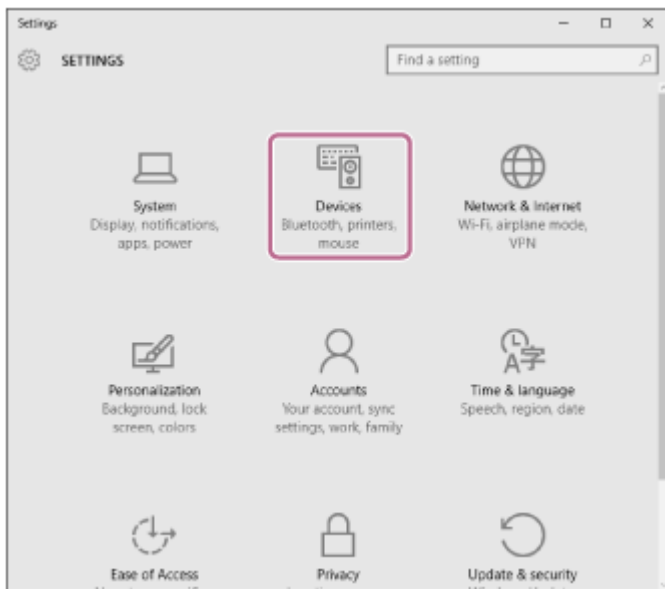 Settings
SETTINGS
Find a setting
System
Display, notifications,
apps, power
Devices
Bluetooth, printers,
mouse
Network & Internet
Wi-Fi, airplane mode,
VPN
Personalization
Background, lock
screen, colors
Accounts
Your account, sync
settings, work, family
Time & language
Speech, region, date
Ease of Access
Privacy
Update & security